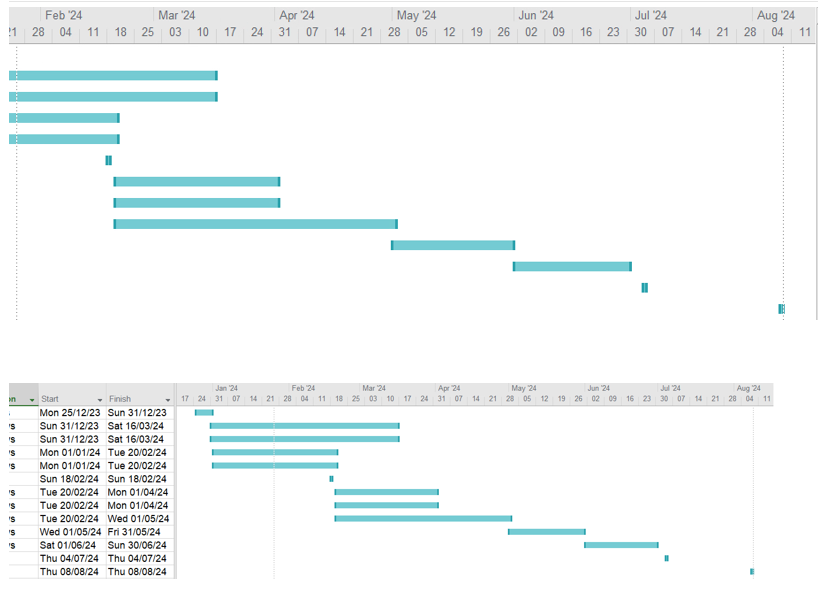 Feb '24 Mar '24 Apr '24 May '24 Jun '24 Jul '24 Aug '24
21 28 04 11 18 25 03 10 17 24 31 07 14 21 28 05 12 19 26 02 09 16 23 30 07 14 21 28 04 11
Jan '24 Feb '24 Mar '24 Apr '24 May '24 Jun '24 Jul '24 Aug '24
on Start Finish 17 24 31 07 14 21 28 04 11 18 25 03 10 17 24 31 07 14 21 28 05 12 19 26 02 09 16 23 30 07 14 21 28 04 11
s Mon 25/12/23 Sun 31/12/23
ys Sun 31/12/23 Sat 16/03/24
ys Sun 31/12/23 Sat 16/03/24
ys Mon 01/01/24 Tue 20/02/24
ys Mon 01/01/24 Tue 20/02/24
Sun 18/02/24 Sun 18/02/24
ys Tue 20/02/24 Mon 01/04/24
ys Tue 20/02/24 Mon 01/04/24
ys Tue 20/02/24 Wed 01/05/24
ys Wed 01/05/24 Fri 31/05/24
ys Sat 01/06/24 Sun 30/06/24
Thu 04/07/24 Thu 04/07/24
Thu 08/08/24 Thu 08/08/24